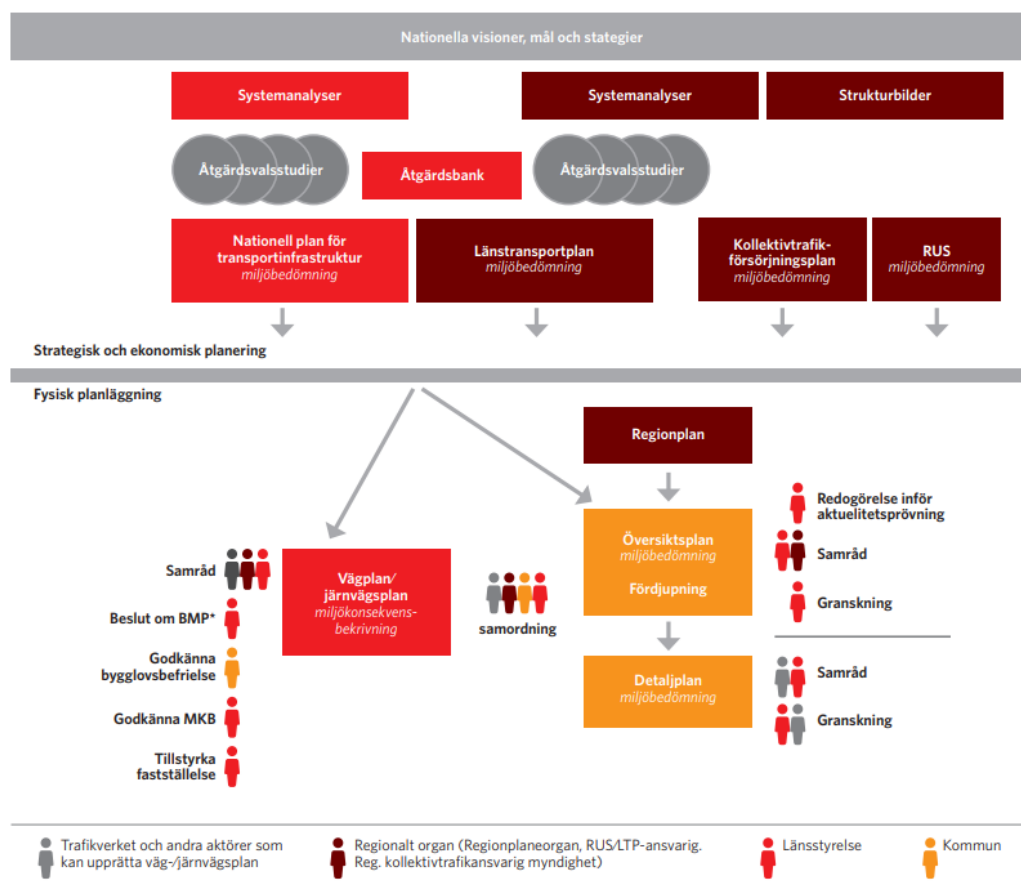 Nationella visioner, mål och stategier
Systemanalyser
Systemanalyser
Strukturbilder
Åtgärdsvalsstudier
Åtgärdsbank
Åtgärdsvalsstudier
Nationell plan för
transportinfrastruktur
miljöbedömning
Länstransportplan
miljöbedömning
Kollektivtrafik-
försörjningsplan
miljöbedömning
RUS
miljöbedömning
Strategisk och ekonomisk planering
Fysisk planläggning
Regionplan
Redogörelse inför
aktuelitetsprövning
Översiktsplan
miljöbedömning
Fördjupning
Samråd
Granskning
Samråd
Vägplan/
järnvägsplan
miljökonsekvens-
bekrivning
samordning
Beslut om BMP*
Godkänna
bygglovsbefrielse
Godkänna MKB
Tillstyrka
fastställelse
Detaljplan
miljöbedömning
Samråd
Granskning
Trafikverket och andra aktörer som
kan upprätta väg-/järnvägsplan
Regionalt organ (Regionplaneorgan, RUS/LTP-ansvarig.
Reg. kollektivtrafikansvarig myndighet)
Länsstyrelse
Kommun